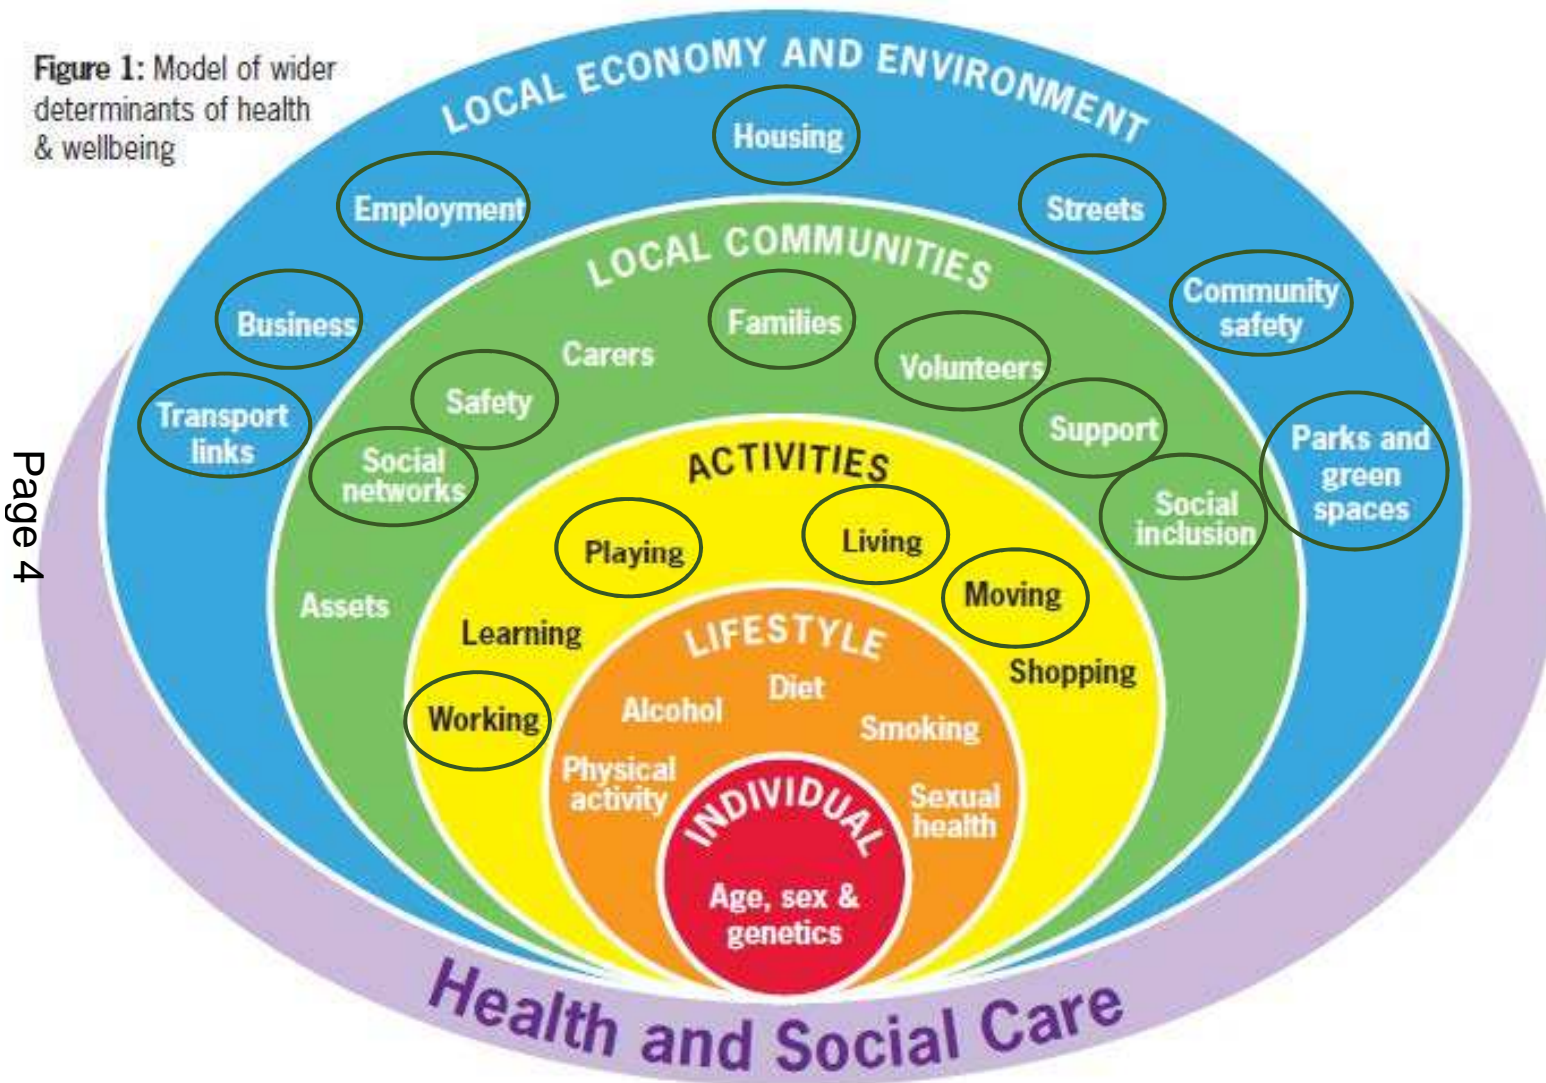 Figure 1: Model of wider
determinants of health
& wellbeing
LOCAL ECONOMY AND ENVIRONMENT
Housing
Employment
Streets
Business
Community
safety
Transport
links
Parks and
green
spaces
LOCAL COMMUNITIES
Families
Carers
Volunteers
Safety
Support
Social
networks
Social
inclusion
Assets
ACTIVITIES
Playing
Living
Moving
Learning
Shopping
Working
LIFESTYLE
Diet
Alcohol
Smoking
Physical
activity
Sexual
health
INDIVIDUAL
Age, sex &
genetics
Health and Social Care
Page 4